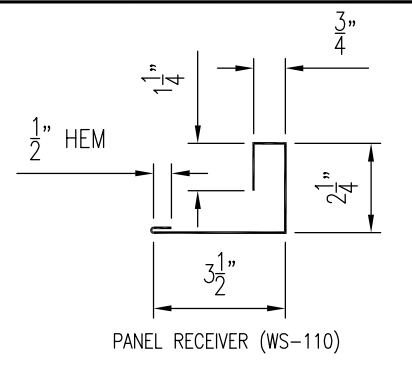 3/4"
1 1/4"
1/2" HEM
2 1/4"
3 1/2"
PANEL RECEIVER (WS-110)